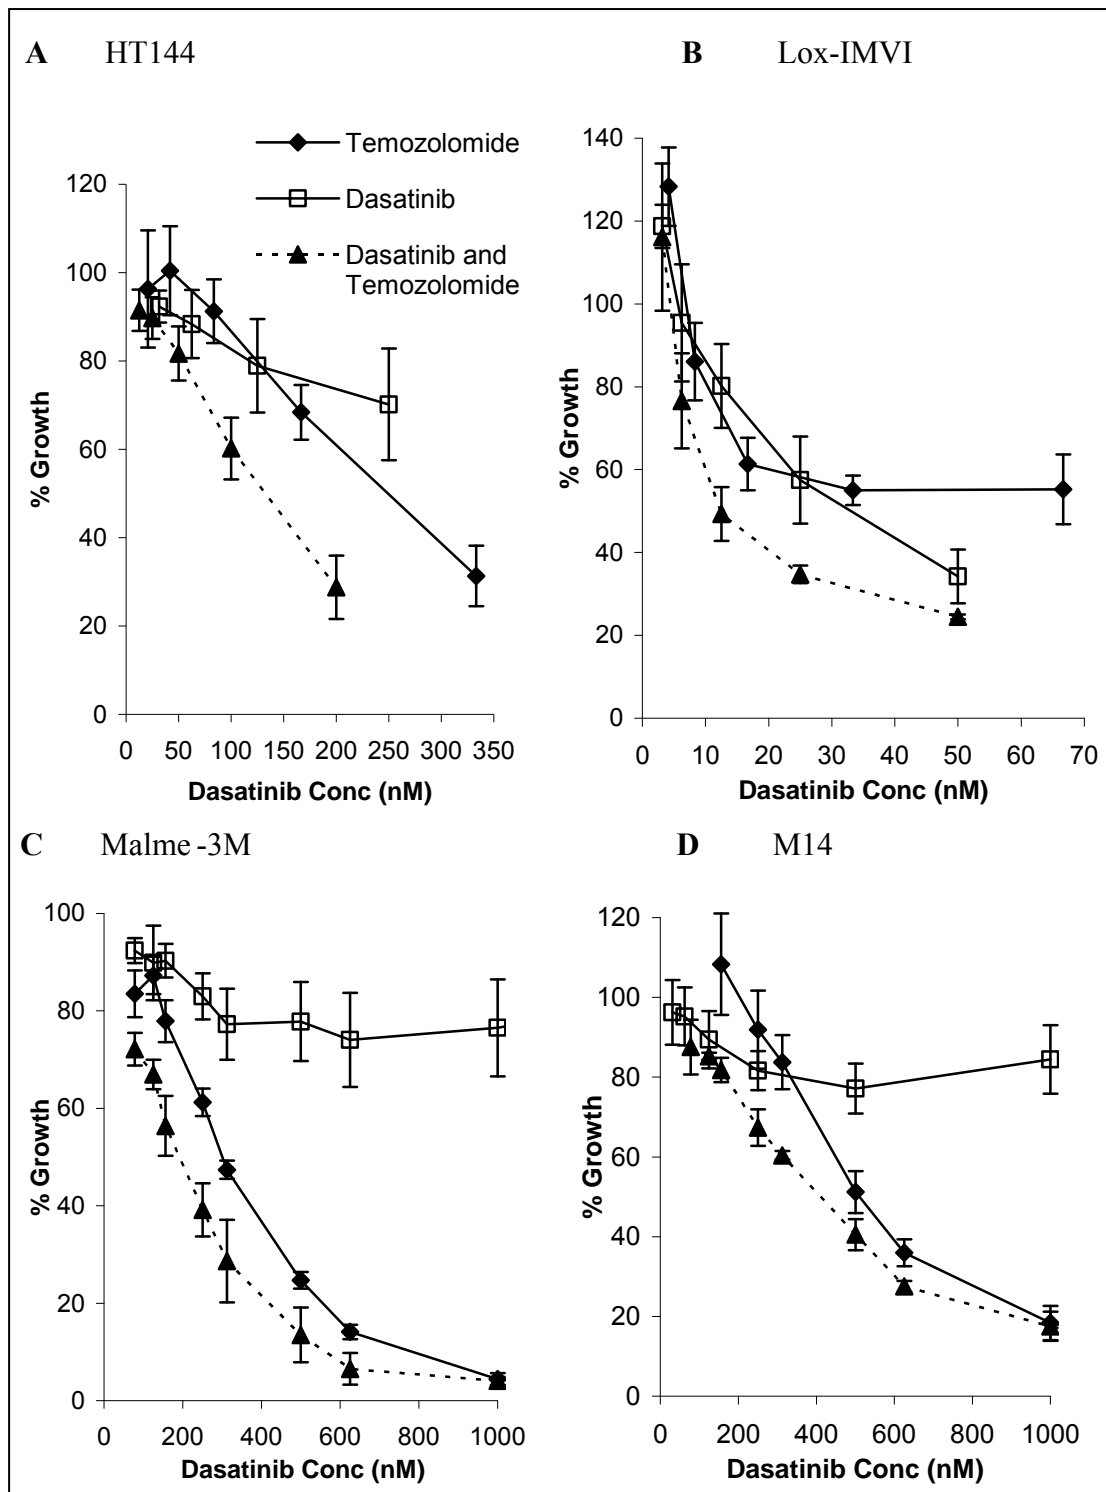 A HT144
B Lox-IMVI
Temozolomide
Dasatinib
Dasatinib and
Temozolomide
% Growth
120
100
80
60
40
20
0
0 50 100 150 200 250 300 350
Dasatinib Conc (nM)
% Growth
140
120
100
80
60
40
20
0
0 10 20 30 40 50 60 70
Dasatinib Conc (nM)
C Malme -3M
D M14
% Growth
100
80
60
40
20
0
0 200 400 600 800 1000
Dasatinib Conc (nM)
% Growth
120
100
80
60
40
20
0
0 200 400 600 800 1000
Dasatinib Conc (nM)